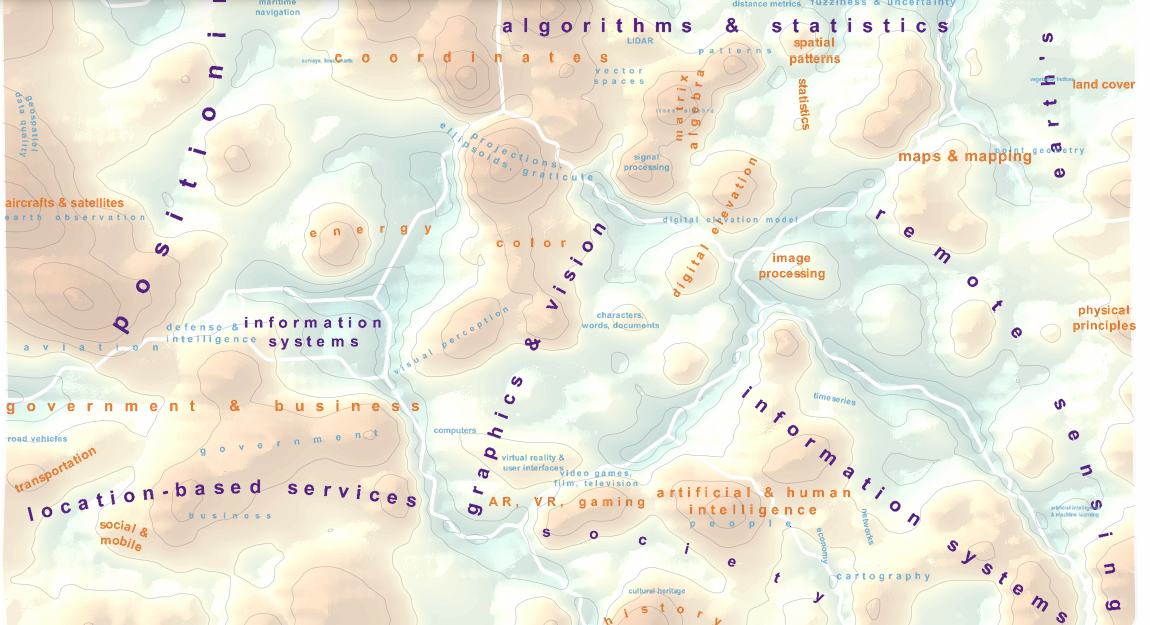 maritime
navigation
distance metrics
fuzziness & uncertainty
algorithms & statistics
LIDAR
coordinates
patterns
spatial
patterns
vector
spaces
matrix
algebra
statistics
earth's
land cover
geospatial
data quality
projections,
ellipsoids, graticule
signal
processing
point geometry
maps & mapping
aircrafts & satellites
earth observation
positioni
energy
color
digital elevation
digital elevation model
image
processing
remote
sensing
physical
principles
characters,
words, documents
defense &
intelligence
information
systems
aviation
visual perception
graphics & vision
government & business
timeseries
information systems
road vehicles
government
computers
transportation
virtual reality &
user interfaces
video games,
film, television
location-based services
AR, VR, gaming
artificial & human
intelligence
people
business
social &
mobile
society
economy
networks
artificial intelligence
& machine learning
cartography
cultural heritage
history